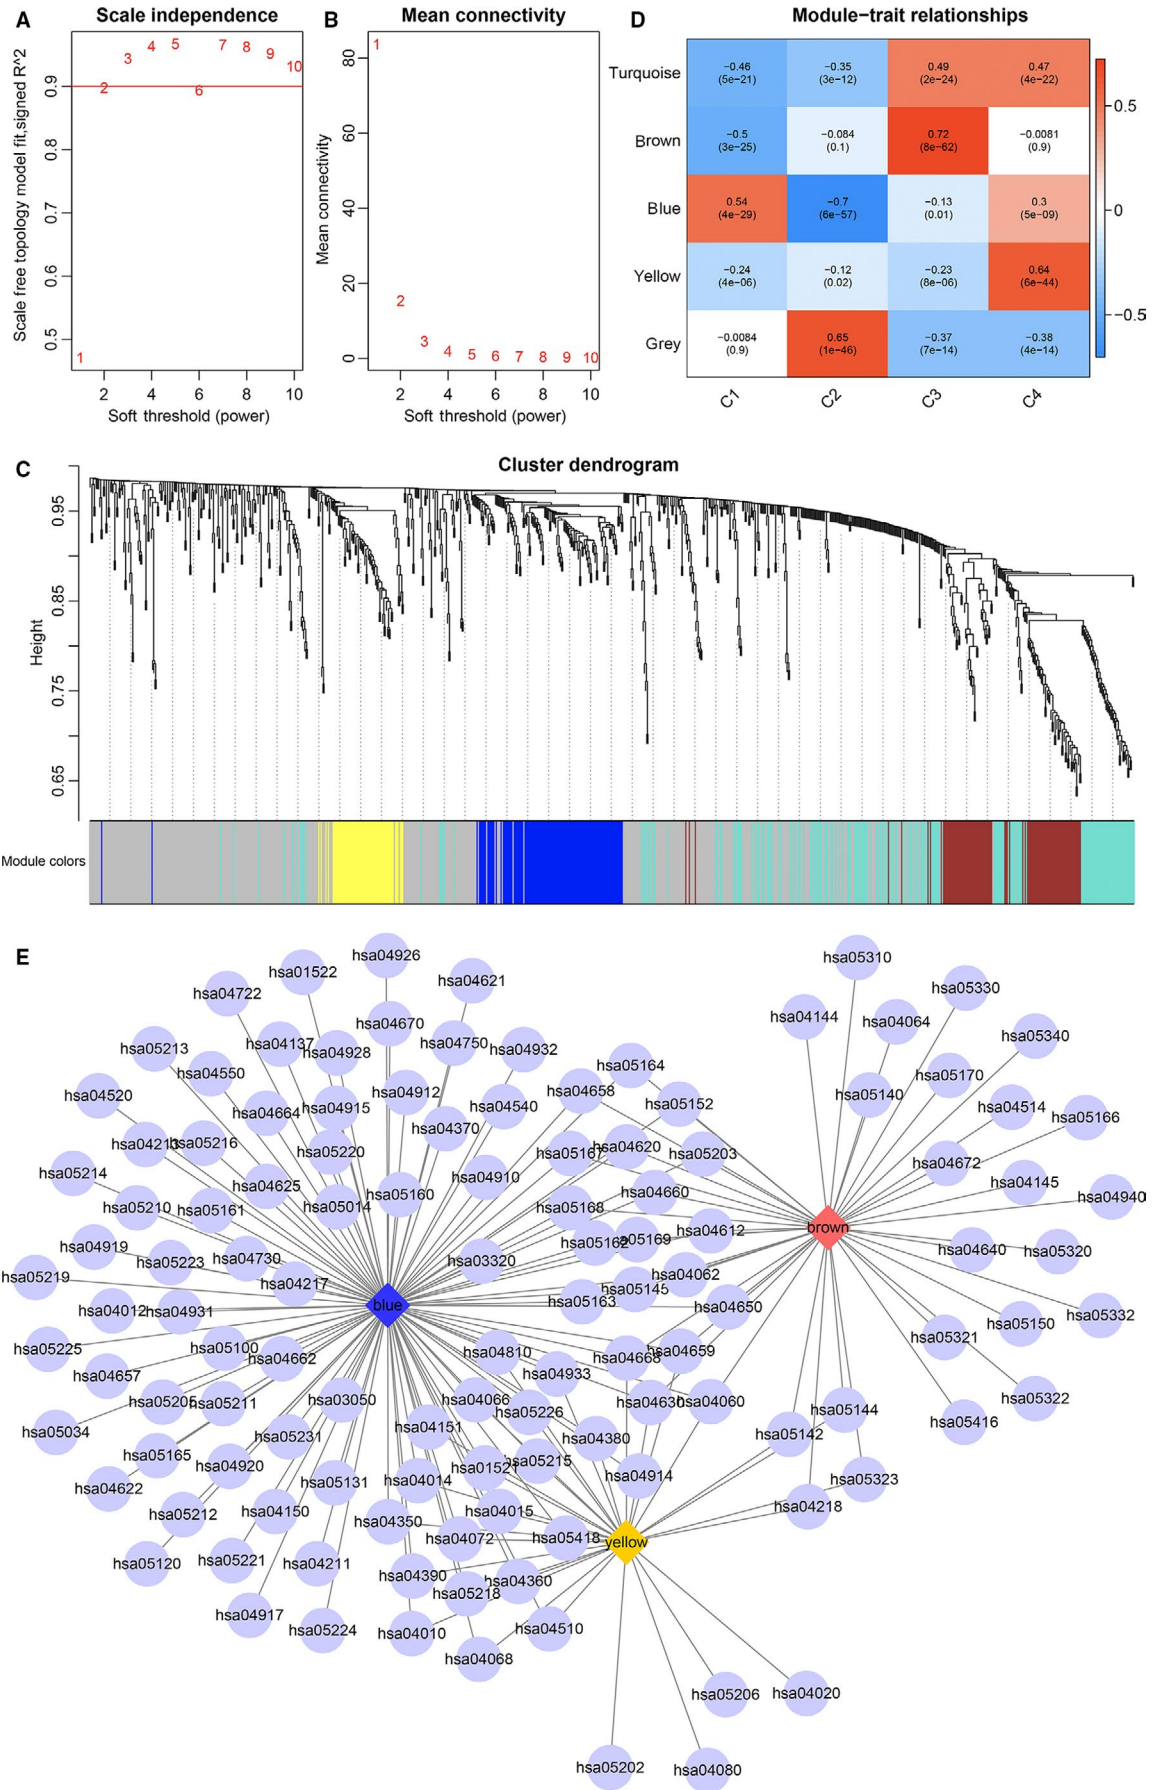 A
Scale independence
Scale free topology model fit,signed R^2
0.5
0.6
0.7
0.8
0.9
1
2
3
4
5
6
7
8
9
10
2
4
6
8
10
Soft threshold (power)
B
Mean connectivity
Mean connectivity
0
20
40
60
80
1
2
3
4
5
6
7
8
9
10
2
4
6
8
10
Soft threshold (power)
D
Module−trait relationships
Turquoise
−0.46
(5e−21)
−0.35
(3e−12)
0.49
(2e−24)
0.47
(4e−22)
Brown
−0.5
(3e−25)
−0.084
(0.1)
0.72
(8e−62)
−0.0081
(0.9)
Blue
0.54
(4e−29)
−0.7
(6e−57)
−0.13
(0.01)
0.3
(5e−09)
Yellow
−0.24
(4e−06)
−0.12
(0.02)
−0.23
(8e−06)
0.64
(6e−44)
Grey
−0.0084
(0.9)
0.65
(1e−46)
−0.37
(7e−14)
−0.38
(4e−14)
C1
C2
C3
C4
0.5
0
−0.5
C
Cluster dendrogram
Height
0.95
0.85
0.75
0.65
Module colors
E
hsa04926
hsa01522
hsa04621
hsa04722
hsa04670
hsa05213
hsa04137
hsa04928
hsa04750
hsa04932
hsa04550
hsa04520
hsa04664
hsa04915
hsa04912
hsa04540
hsa04370
hsa05216
hsa05220
hsa05214
hsa04625
hsa04910
hsa05210
hsa05161
hsa05014
hsa05160
hsa04919
hsa05223
hsa04730
hsa03320
hsa05219
hsa04217
hsa04012
hsa04931
blue
hsa05225
hsa05100
hsa04662
hsa04657
hsa05211
hsa03050
hsa05034
hsa05231
hsa05165
hsa04920
hsa04622
hsa05131
hsa05212
hsa04150
hsa05120
hsa05221
hsa04211
hsa04917
hsa05224
hsa05164
hsa04658
hsa05152
hsa05167
hsa04620
hsa05203
hsa04660
hsa05168
hsa04612
hsa05162
hsa04062
hsa05145
hsa05163
hsa04650
hsa04810
hsa04668
hsa04659
hsa04933
hsa04066
hsa05226
hsa04630
hsa04060
hsa04151
hsa04380
hsa05215
hsa04014
hsa04914
hsa04015
hsa04350
hsa04072
hsa05418
yellow
hsa04390
hsa04360
hsa05218
hsa04010
hsa04510
hsa04068
hsa05206
hsa04020
hsa05202
hsa04080
hsa05310
hsa05330
hsa04144
hsa04064
hsa05340
hsa05170
hsa05140
hsa04514
hsa05166
hsa04672
hsa04145
hsa04940
brown
hsa04640
hsa05320
hsa05332
hsa05150
hsa05321
hsa05322
hsa05416
hsa05144
hsa05142
hsa05323
hsa04218